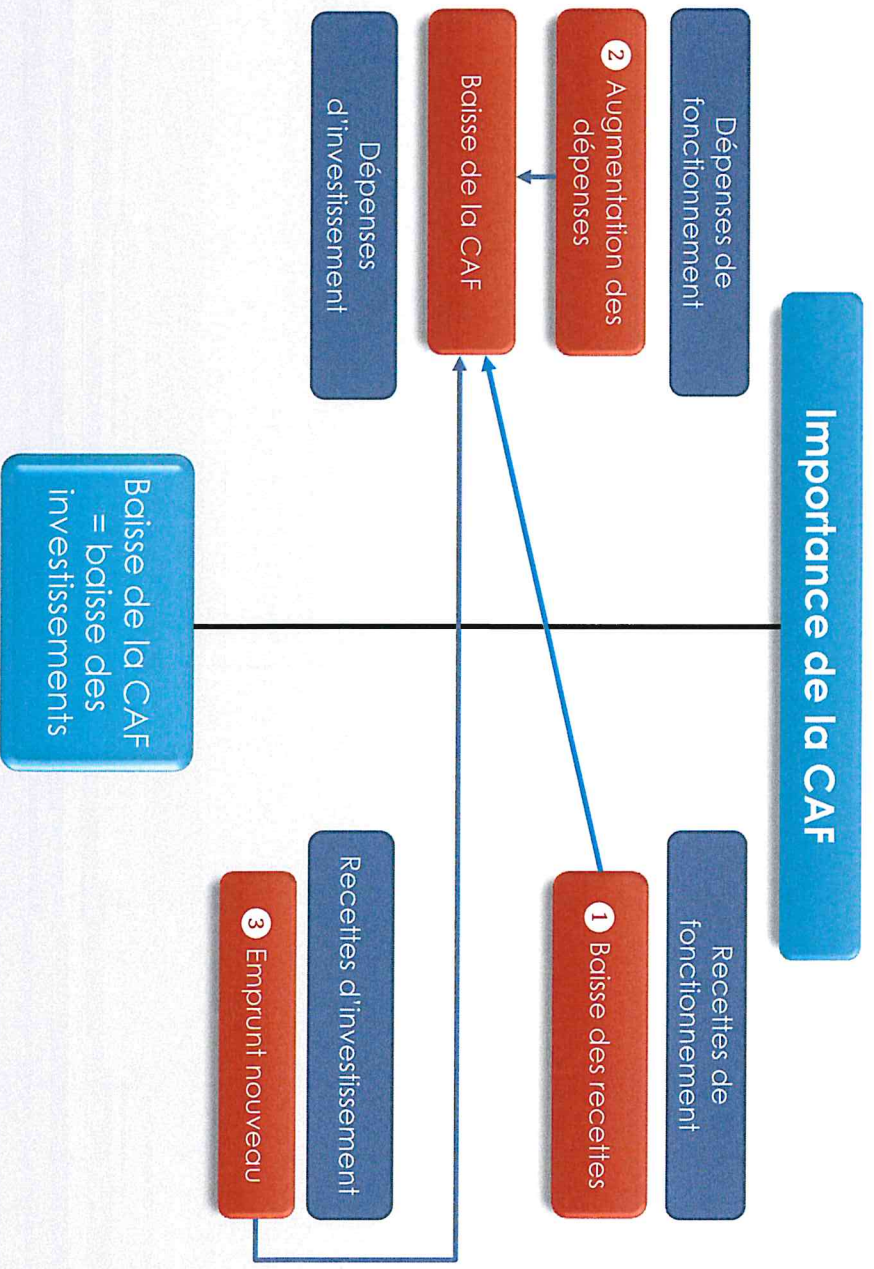 Importance de la CAF
Dépenses de
fonctionnement
❷ Augmentation des
dépenses
Baisse de la CAF
Dépenses
d'investissement
Recettes de
fonctionnement
❶ Baisse des recettes
Recettes d'investissement
❸ Emprunt nouveau
Baisse de la CAF
= baisse des
investissements